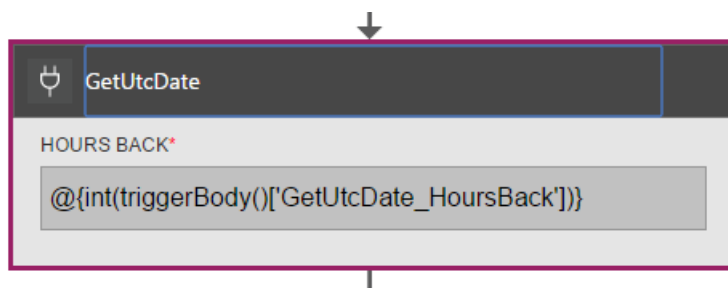 GetUtcDate
HOURS BACK*
@{int(triggerBody()['GetUtcDate_HoursBack'])}